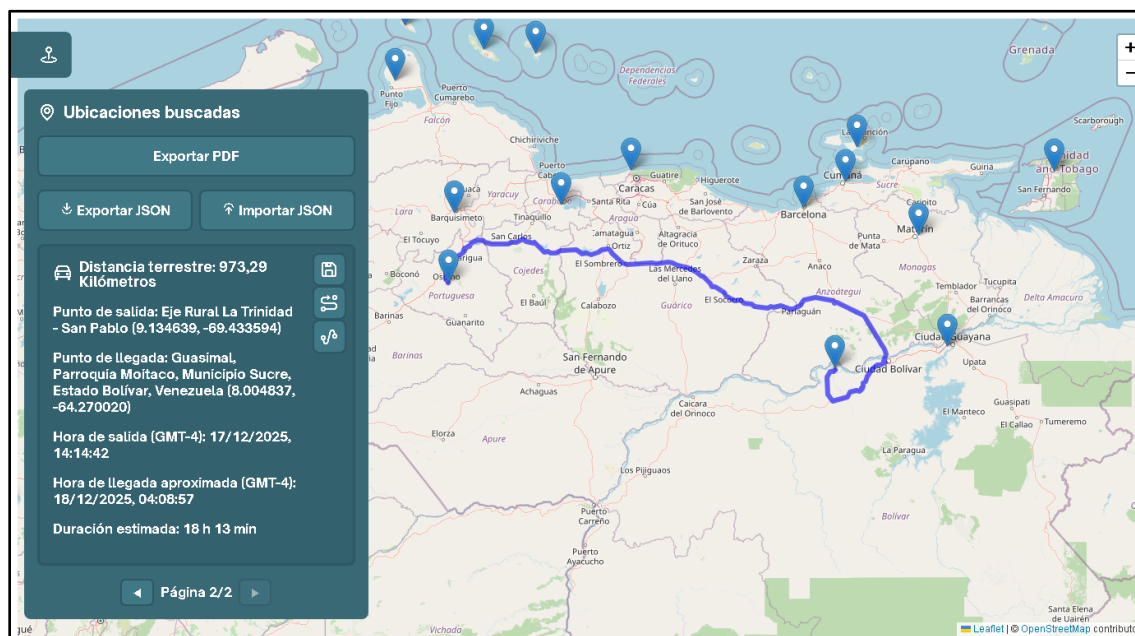 Ubicaciones buscadas
Exportar PDF
Exportar JSON
Importar JSON
Distancia terrestre: 973,29
Kilómetros
Punto de salida: Eje Rural La Trinidad
- San Pablo (9.134639, -69.433594)
Punto de llegada: Guasimal,
Parroquia Moitaco, Municipio Sucre,
Estado Bolívar, Venezuela (8.004837,
-64.270020)
Hora de salida (GMT-4): 17/12/2025,
14:14:42
Hora de llegada aproximada (GMT-4):
18/12/2025, 04:08:57
Duración estimada: 18 h 13 min
Página 2/2
+
−
Grenada
Dependencias
Federales
Punto
Fijo
Puerto
Cumarebo
Falcón
Chichiriviche
Scarborough
Carúpano
Güiria
San Fernando
Cumaná
Sucre
Puerto
Caracas
Guatire
Higuerote
Lara
Barquisimeto
Yaracuy
Tinaquillo
Santa Rita
Cúa
San José
de Barlovento
Barcelona
Caripito
Aragua
El Tocuyo
San Carlos
Camatagua
Ortiz
Altagracia
de Orituco
Punta
de Mata
Boconó
Cojedes
El Sombrero
Las Mercedes
del Llano
Zaraza
Anaco
Monagas
Portuguesa
El Baúl
Calabozo
Guárico
El Socorro
Anzoátegui
Pariaguán
Temblador
Tucupita
Barrancas
del Orinoco
Delta Amacuro
Barinas
Guanarito
Barinas
San Fernando
de Apure
Ciudad Guayana
Ciudad Bolívar
Upata
Achaguas
Caicara
del Orinoco
Guasipati
El Manteco
El Callao
Tumeremo
Elorza
Apure
La Paragua
Los Pijiguaos
Puerto
Carreño
Bolívar
Puerto
Ayacucho
Vichada
Santa Elena
de Uairén
Leaflet | © OpenStreetMap contributo